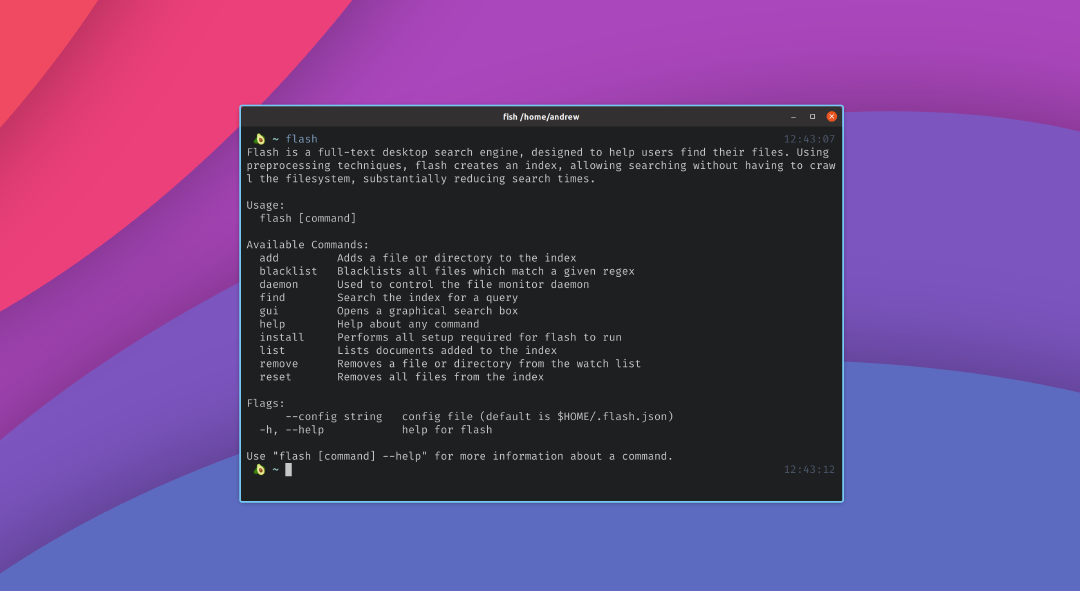 fish /home/andrew
~ flash 12:43:07
Flash is a full-text desktop search engine, designed to help users find their files. Using
preprocessing techniques, flash creates an index, allowing searching without having to craw
l the filesystem, substantially reducing search times.
Usage:
flash [command]
Available Commands:
add Adds a file or directory to the index
blacklist Blacklists all files which match a given regex
daemon Used to control the file monitor daemon
find Search the index for a query
gui Opens a graphical search box
help Help about any command
install Performs all setup required for flash to run
list Lists documents added to the index
remove Removes a file or directory from the watch list
reset Removes all files from the index
Flags:
--config string config file (default is $HOME/.flash.json)
-h, --help help for flash
Use "flash [command] --help" for more information about a command.
~ 12:43:12